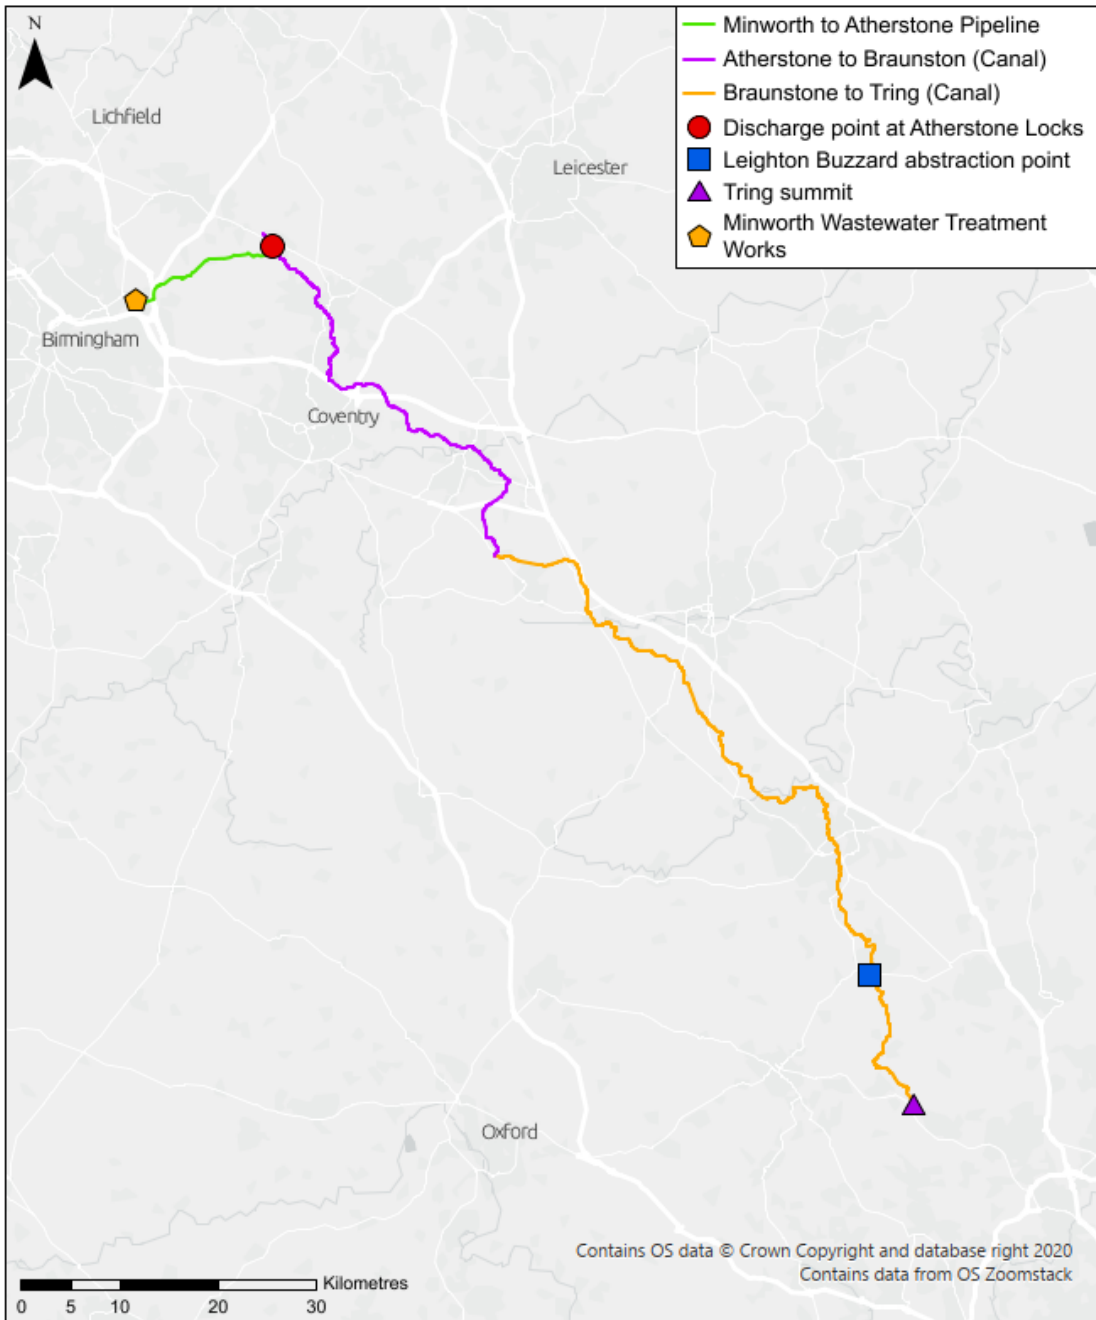 N
Minworth to Atherstone Pipeline
Atherstone to Braunston (Canal)
Braunstone to Tring (Canal)
Discharge point at Atherstone Locks
Leighton Buzzard abstraction point
Tring summit
Minworth Wastewater Treatment
Works
Lichfield
Leicester
Birmingham
Coventry
Oxford
Contains OS data © Crown Copyright and database right 2020
Contains data from OS Zoomstack
Kilometres
0 5 10 20 30